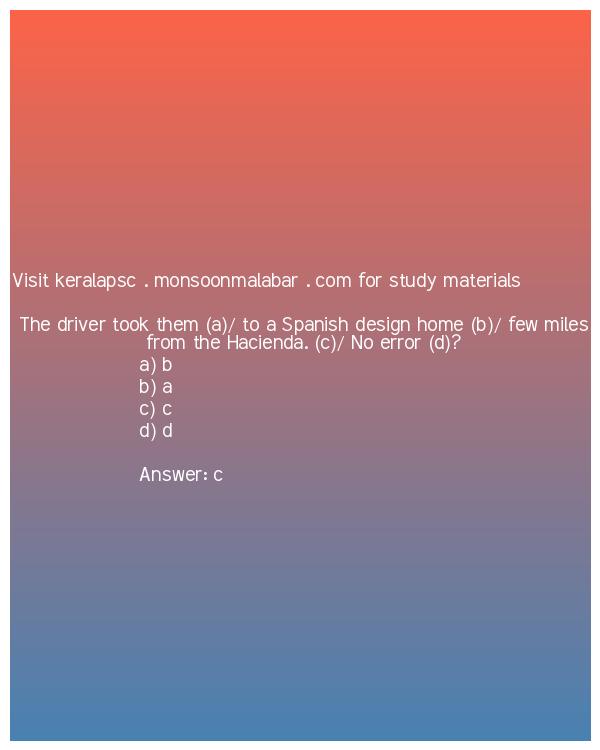 Visit keralapsc . monsoonmalabar . com for study materials
The driver took them (a)/ to a Spanish design home (b)/ few miles
from the Hacienda. (c)/ No error (d)?
a) b
b) a
c) c
d) d
Answer: c